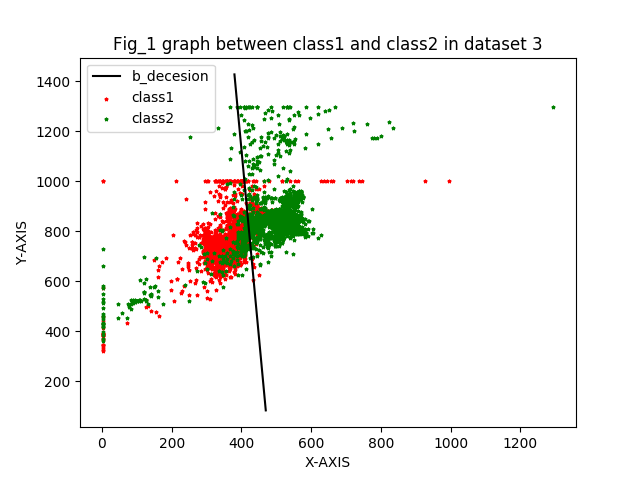 Fig_1 graph between class1 and class2 in dataset 3
b_decesion
class1
class2
1400
1200
1000
800
600
400
200
Y-AXIS
0 200 400 600 800 1000 1200
X-AXIS